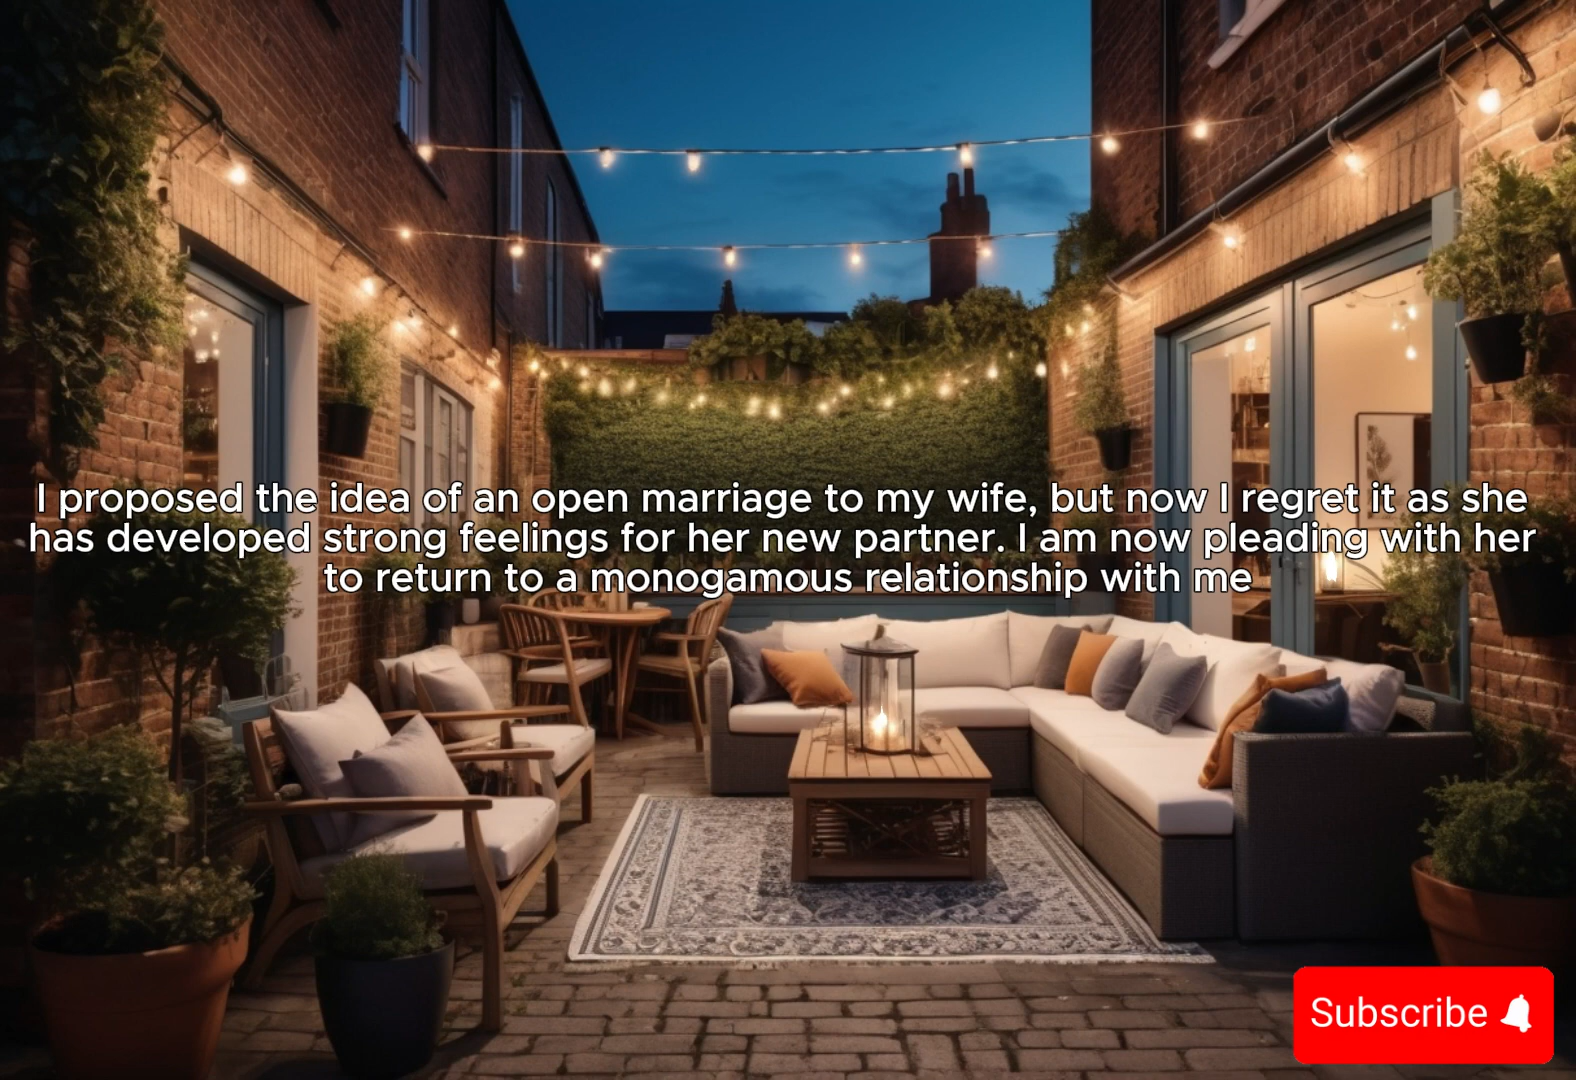 I proposed the idea of an open marriage to my wife, but now I regret it as she
has developed strong feelings for her new partner. I am now pleading with her
to return to a monogamous relationship with me
Subscribe